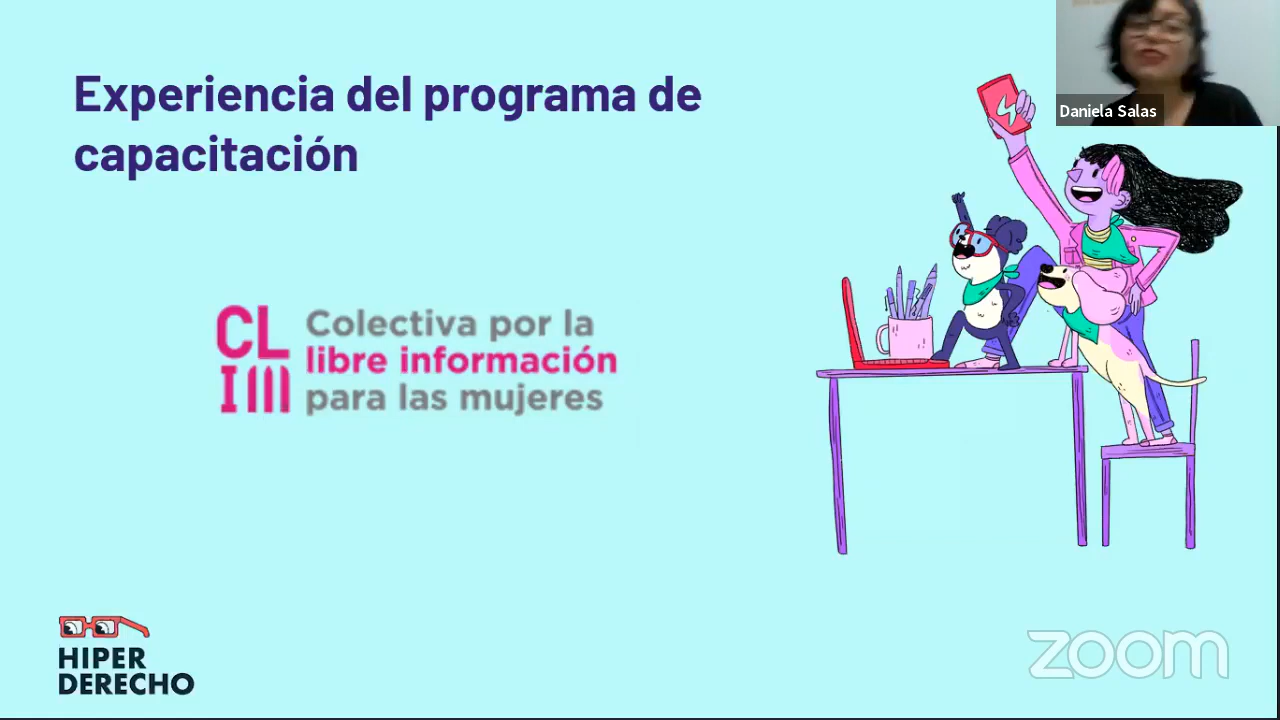 Experiencia del programa de
capacitación
Daniela Salas
CL
IM
Colectiva por la
libre información
para las mujeres
HIPER
DERECHO
zoom